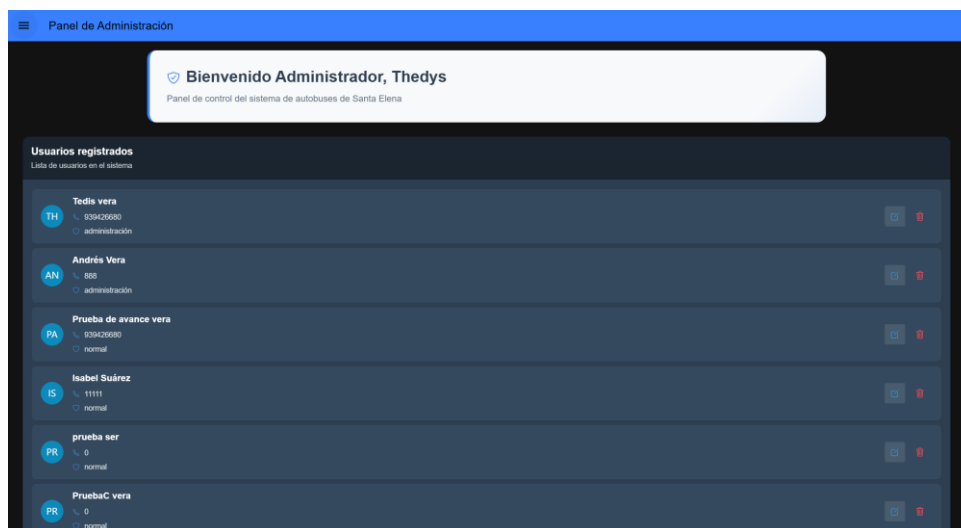 Panel de Administración
Bienvenido Administrador, Thedys
Panel de control del sistema de autobuses de Santa Elena
Usuarios registrados
Lista de usuarios en el sistema
TH
Tedis vera
939426680
administración
AN
Andrés Vera
888
administración
PA
Prueba de avance vera
939426680
normal
IS
Isabel Suárez
11111
normal
PR
prueba ser
0
normal
PR
PruebaC vera
0
normal